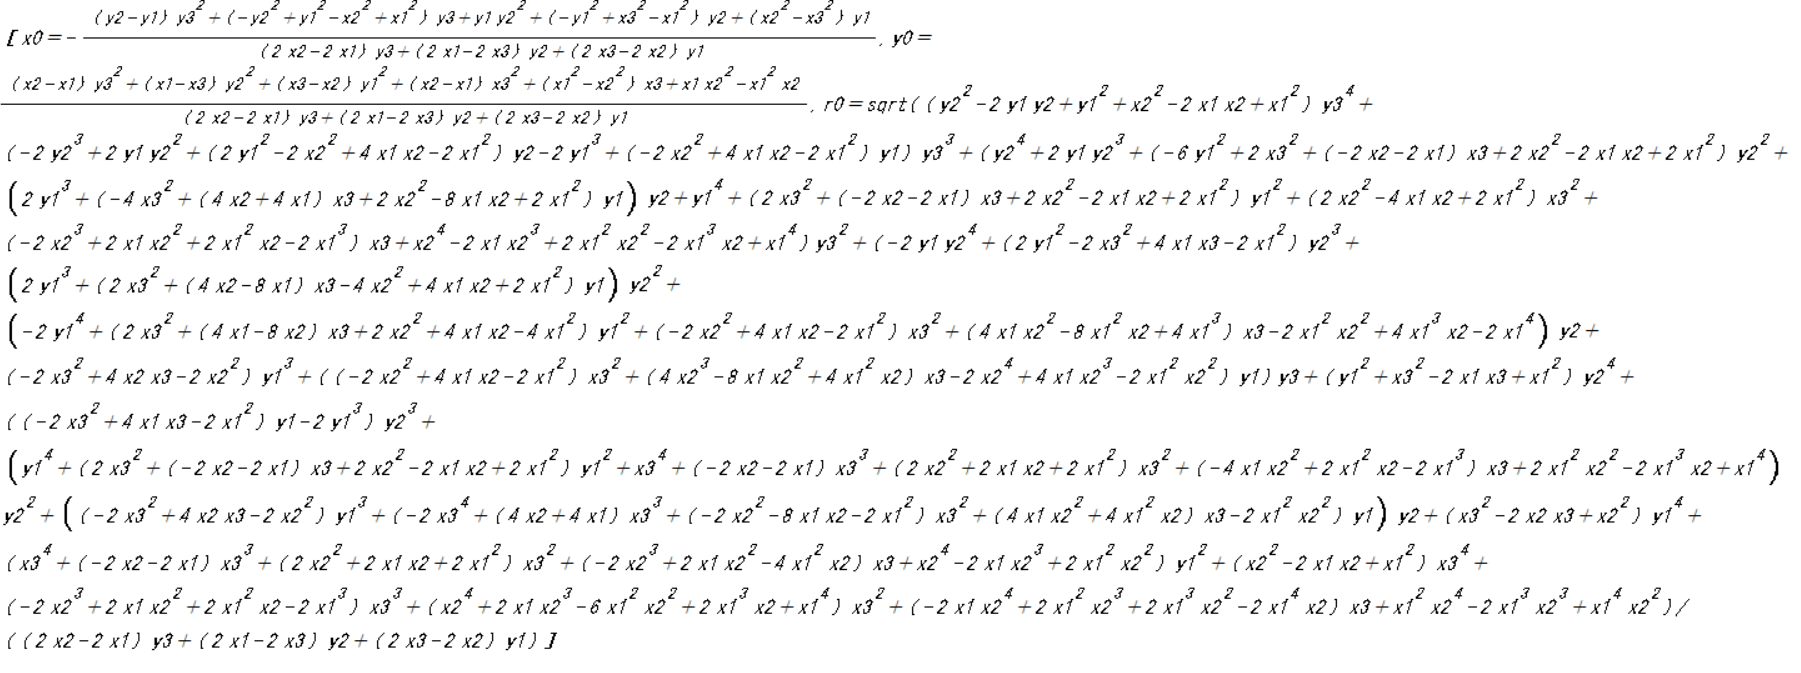 [x0=-\frac{(y2-y1) y3^2+(-y2^2+y1^2-x2^2+x1^2) y3+y1 y2^2+(-y1^2+x3^2-x1^2) y2+(x2^2-x3^2) y1}{(2 x2-2 x1) y3+(2 x1-2 x3) y2+(2 x3-2 x2) y1}, y0=
\frac{(x2-x1) y3^2+(x1-x3) y2^2+(x3-x2) y1^2+(x2-x1) x3^2+(x1^2-x2^2) x3+x1 x2^2-x1^2 x2}{(2 x2-2 x1) y3+(2 x1-2 x3) y2+(2 x3-2 x2) y1}, r0=sqrt((y2^2-2 y1 y2+y1^2+x2^2-2 x1 x2+x1^2) y3^4+
(-2 y2^3+2 y1 y2^2+(2 y1^2-2 x2^2+4 x1 x2-2 x1^2) y2-2 y1^3+(-2 x2^2+4 x1 x2-2 x1^2) y1) y3^3+(y2^4+2 y1 y2^3+(-6 y1^2+2 x3^2+(-2 x2-2 x1) x3+2 x2^2-2 x1 x2+2 x1^2) y2^2+
(2 y1^3+(-4 x3^2+(4 x2+4 x1) x3+2 x2^2-8 x1 x2+2 x1^2) y1) y2+y1^4+(2 x3^2+(-2 x2-2 x1) x3+2 x2^2-2 x1 x2+2 x1^2) y1^2+(2 x2^2-4 x1 x2+2 x1^2) x3^2+
(-2 x2^3+2 x1 x2^2+2 x1^2 x2-2 x1^3) x3+x2^4-2 x1 x2^3+2 x1^2 x2^2-2 x1^3 x2+x1^4) y3^2+(-2 y1 y2^4+(2 y1^2-2 x3^2+4 x1 x3-2 x1^2) y2^3+
(2 y1^3+(2 x3^2+(4 x2-8 x1) x3-4 x2^2+4 x1 x2+2 x1^2) y1) y2^2+
(-2 y1^4+(2 x3^2+(4 x1-8 x2) x3+2 x2^2+4 x1 x2-4 x1^2) y1^2+(-2 x2^2+4 x1 x2-2 x1^2) x3^2+(4 x1 x2^2-8 x1^2 x2+4 x1^3) x3-2 x1^2 x2^2+4 x1^3 x2-2 x1^4) y2+
(-2 x3^2+4 x2 x3-2 x2^2) y1^3+((-2 x2^2+4 x1 x2-2 x1^2) x3^2+(4 x2^3-8 x1 x2^2+4 x1^2 x2) x3-2 x2^4+4 x1 x2^3-2 x1^2 x2^2) y1) y3+(y1^2+x3^2-2 x1 x3+x1^2) y2^4+
((-2 x3^2+4 x1 x3-2 x1^2) y1-2 y1^3) y2^3+
(y1^4+(2 x3^2+(-2 x2-2 x1) x3+2 x2^2-2 x1 x2+2 x1^2) y1^2+x3^4+(-2 x2-2 x1) x3^3+(2 x2^2+2 x1 x2+2 x1^2) x3^2+(-4 x1 x2^2+2 x1^2 x2-2 x1^3) x3+2 x1^2 x2^2-2 x1^3 x2+x1^4)
y2^2+((-2 x3^2+4 x2 x3-2 x2^2) y1^3+(-2 x3^4+(4 x2+4 x1) x3^3+(-2 x2^2-8 x1 x2-2 x1^2) x3^2+(4 x1 x2^2+4 x1^2 x2) x3-2 x1^2 x2^2) y1) y2+(x3^2-2 x2 x3+x2^2) y1^4+
(x3^4+(-2 x2-2 x1) x3^3+(2 x2^2+2 x1 x2+2 x1^2) x3^2+(-2 x2^3+2 x1 x2^2-4 x1^2 x2) x3+x2^4-2 x1 x2^3+2 x1^2 x2^2) y1^2+(x2^2-2 x1 x2+x1^2) x3^4+
(-2 x2^3+2 x1 x2^2+2 x1^2 x2-2 x1^3) x3^3+(x2^4+2 x1 x2^3-6 x1^2 x2^2+2 x1^3 x2+x1^4) x3^2+(-2 x1 x2^4+2 x1^2 x2^3+2 x1^3 x2^2-2 x1^4 x2) x3+x1^2 x2^4-2 x1^3 x2^3+x1^4 x2^2)/
((2 x2-2 x1) y3+(2 x1-2 x3) y2+(2 x3-2 x2) y1)]